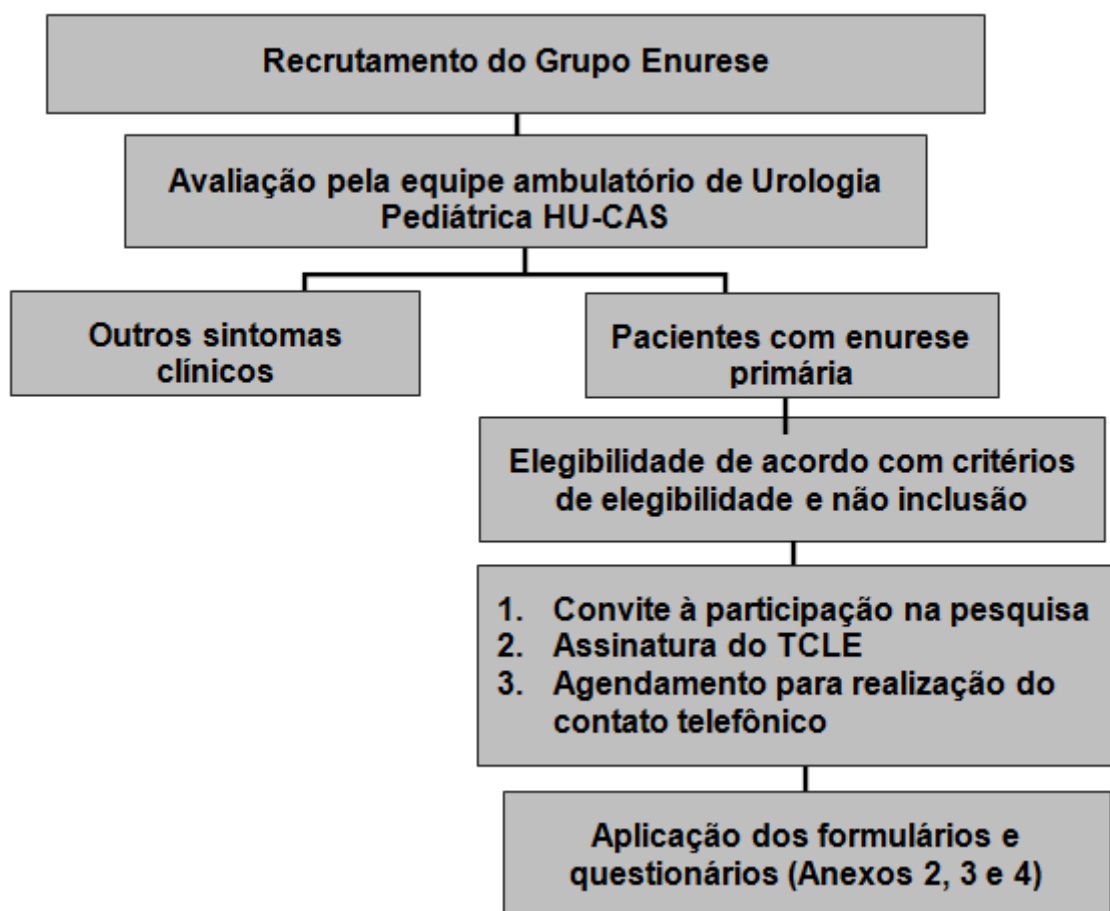 Recrutamento do Grupo Enurese
Avaliação pela equipe ambulatório de Urologia
Pediátrica HU-CAS
Outros sintomas
clínicos
Pacientes com enurese
primária
Elegibilidade de acordo com critérios
de elegibilidade e não inclusão
1. Convite à participação na pesquisa
2. Assinatura do TCLE
3. Agendamento para realização do
contato telefônico
Aplicação dos formulários e
questionários (Anexos 2, 3 e 4)